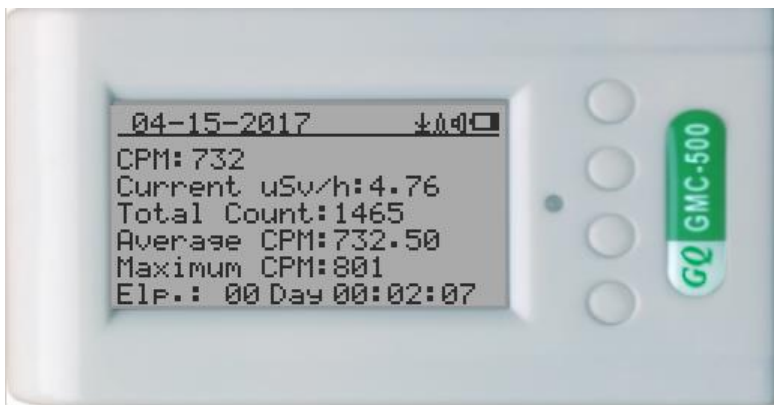 04-15-2017
CPM: 732
Current uSv/h:4.76
Total Count:1465
Average CPM:732.50
Maximum CPM:801
Elp.: 00 Day 00:02:07
GQ GMC-500